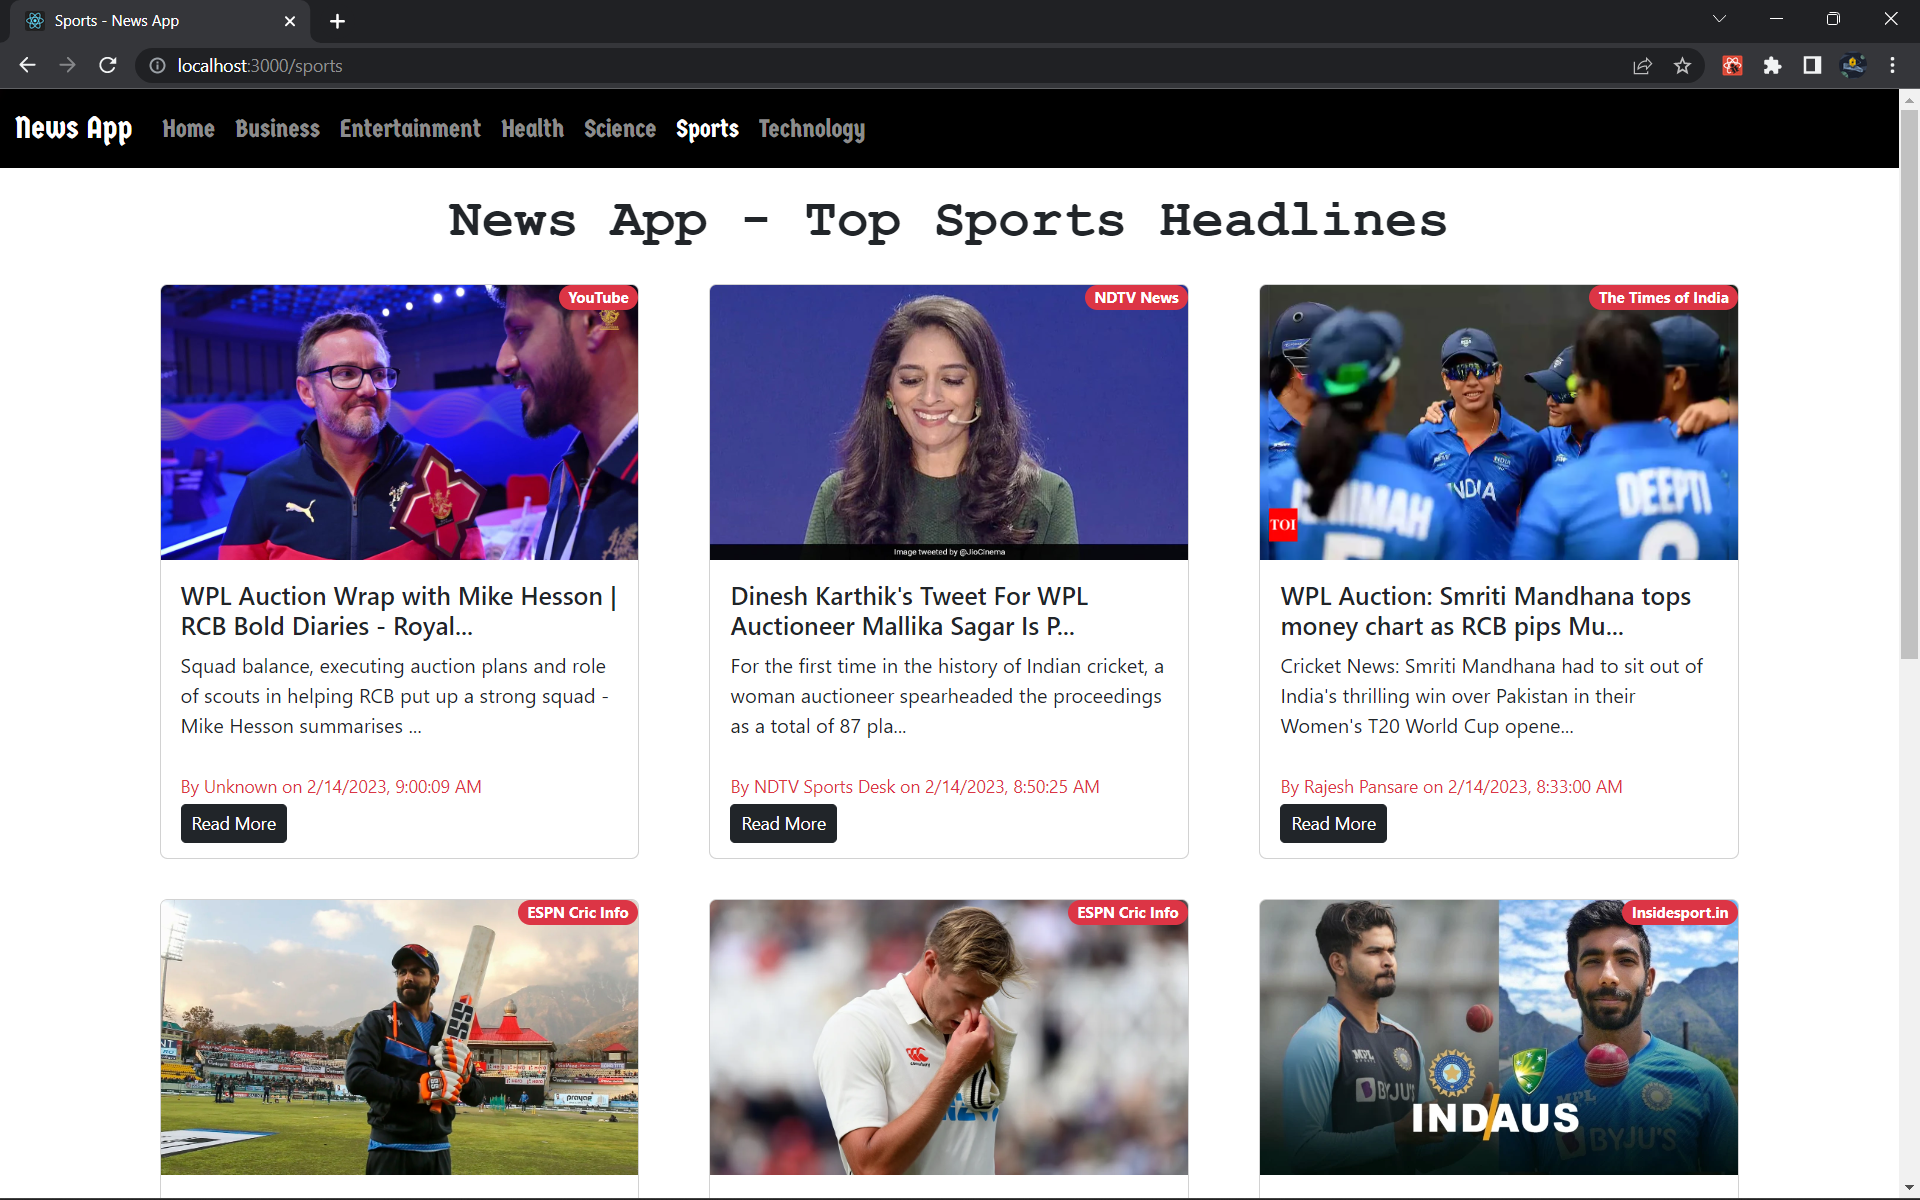 Sports - News App
localhost:3000/sports
News App Home Business Entertainment Health Science Sports Technology
News App - Top Sports Headlines
YouTube
WPL Auction Wrap with Mike Hesson |
RCB Bold Diaries - Royal...
Squad balance, executing auction plans and role
of scouts in helping RCB put up a strong squad -
Mike Hesson summarises ...
By Unknown on 2/14/2023, 9:00:09 AM
Read More
NDTV News
Image tweeted by @JioCinema
Dinesh Karthik's Tweet For WPL
Auctioneer Mallika Sagar Is P...
For the first time in the history of Indian cricket, a
woman auctioneer spearheaded the proceedings
as a total of 87 pla...
By NDTV Sports Desk on 2/14/2023, 8:50:25 AM
Read More
The Times of India
INDIA
DEEPTI
TOI
WPL Auction: Smriti Mandhana tops
money chart as RCB pips Mu...
Cricket News: Smriti Mandhana had to sit out of
India's thrilling win over Pakistan in their
Women's T20 World Cup opene...
By Rajesh Pansare on 2/14/2023, 8:33:00 AM
Read More
ESPN Cric Info
ESPN Cric Info
Insidesport.in
MPL
BYJU'S
MPL
IND/AUS
BYJU'S